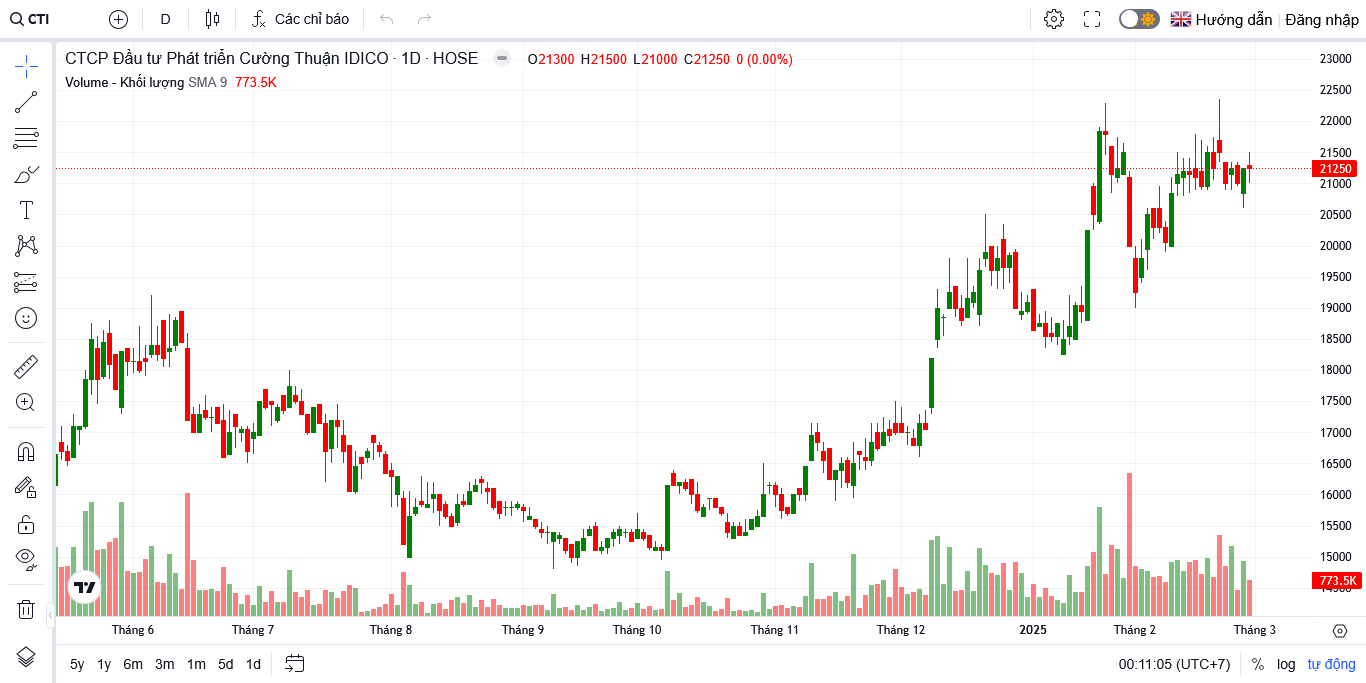 CTI
D
Các chỉ báo
Hướng dẫn
Đăng nhập
CTCP Đầu tư Phát triển Cường Thuận IDICO · 1D · HOSE
O21300 H21500 L21000 C21250 0 (0.00%)
Volume - Khối lượng SMA 9 773.5K
23000
22500
22000
21500
21250
21000
20500
20000
19500
19000
18500
18000
17500
17000
16500
16000
15500
15000
773.5K
Tháng 6
Tháng 7
Tháng 8
Tháng 9
Tháng 10
Tháng 11
Tháng 12
2025
Tháng 2
Tháng 3
5y 1y 6m 3m 1m 5d 1d
00:11:05 (UTC+7)
% log tự động